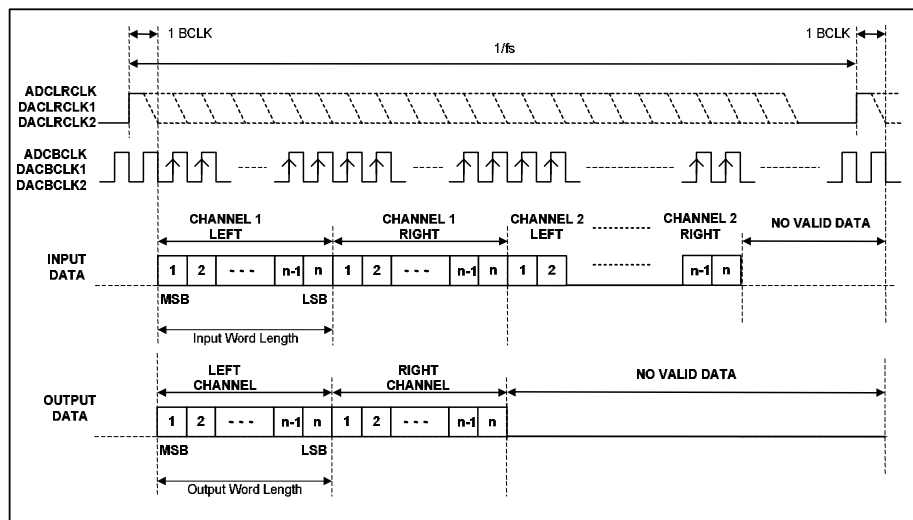 1 BCLK
1 BCLK
1/fs
ADCLRCLK
DACLRCLK1
DACLRCLK2
ADCBCLK
DACBCLK1
DACBCLK2
CHANNEL 1
LEFT
CHANNEL 1
RIGHT
CHANNEL 2
LEFT
CHANNEL 2
RIGHT
NO VALID DATA
INPUT
DATA
1 2 n-1 n 1 2 n-1 n 1 2 n-1 n
MSB LSB
Input Word Length
LEFT
CHANNEL
RIGHT
CHANNEL
NO VALID DATA
OUTPUT
DATA
1 2 n-1 n 1 2 n-1 n
MSB LSB
Output Word Length